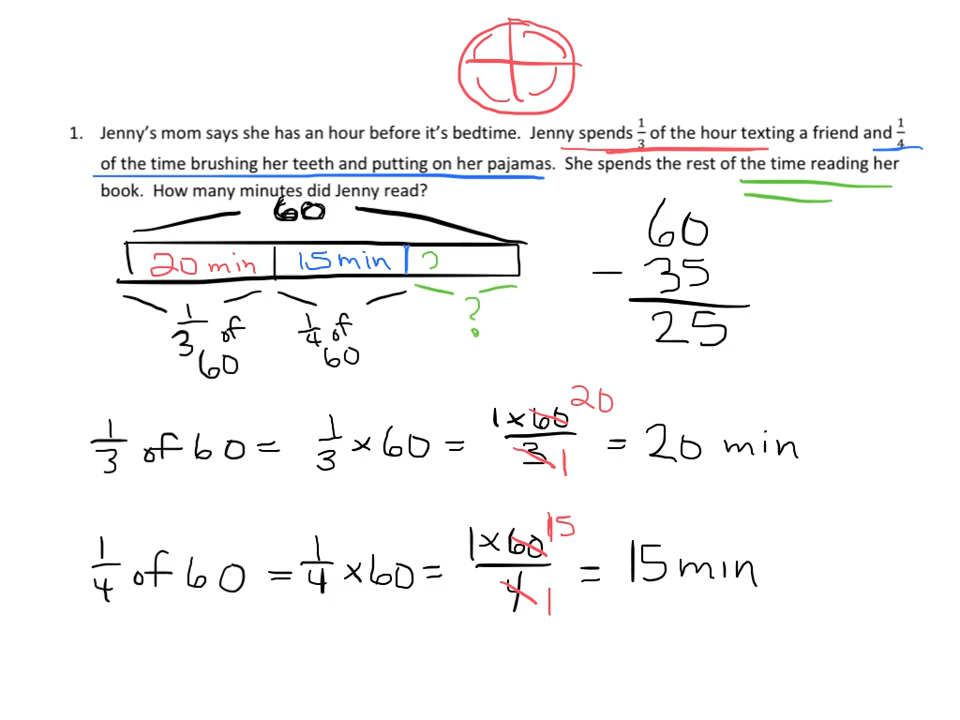 1. Jenny's mom says she has an hour before it's bedtime. Jenny spends 1/3 of the hour texting a friend and 1/4
of the time brushing her teeth and putting on her pajamas. She spends the rest of the time reading her
book. How many minutes did Jenny read?
60
20 min 15 min ?
1/3 of 60
1/4 of 60
?
60
− 35
25
1/3 of 60 = 1/3 × 60 = 1 × 60 20 / 3 1 = 20 min
1/4 of 60 = 1/4 × 60 = 1 × 60 15 / 4 1 = 15 min